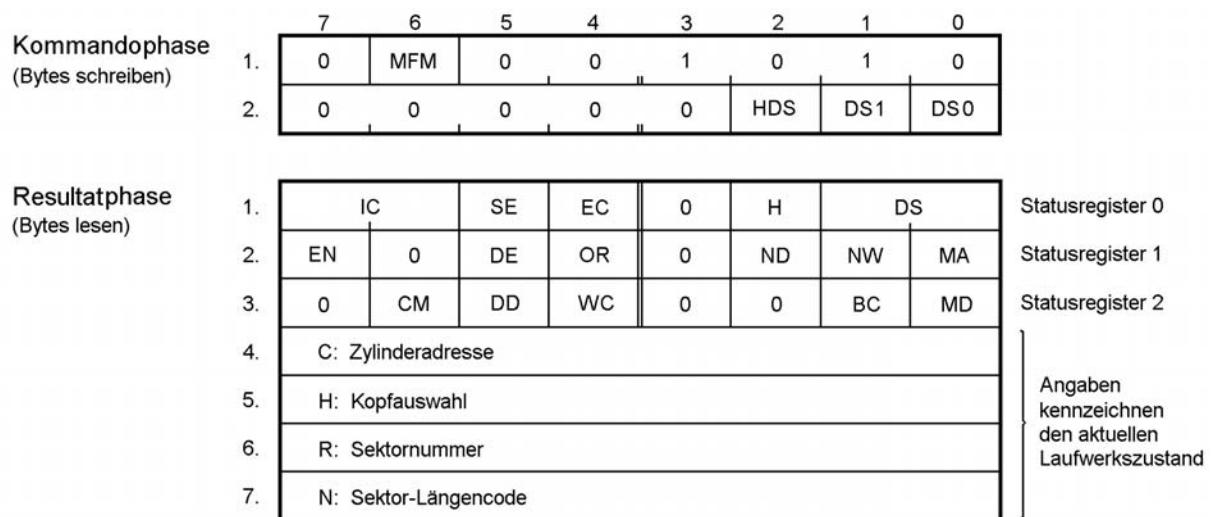 7 6 5 4 3 2 1 0
Kommandophase
(Bytes schreiben)
1. 0 MFM 0 0 1 0 1 0
2. 0 0 0 0 0 HDS DS1 DS0
Resultatphase
(Bytes lesen)
1. IC SE EC 0 H DS Statusregister 0
2. EN 0 DE OR 0 ND NW MA Statusregister 1
3. 0 CM DD WC 0 0 BC MD Statusregister 2
4. C: Zylinderadresse
5. H: Kopfauswahl
6. R: Sektornummer
7. N: Sektor-Längencode
Angaben
kennzeichnen
den aktuellen
Laufwerkszustand